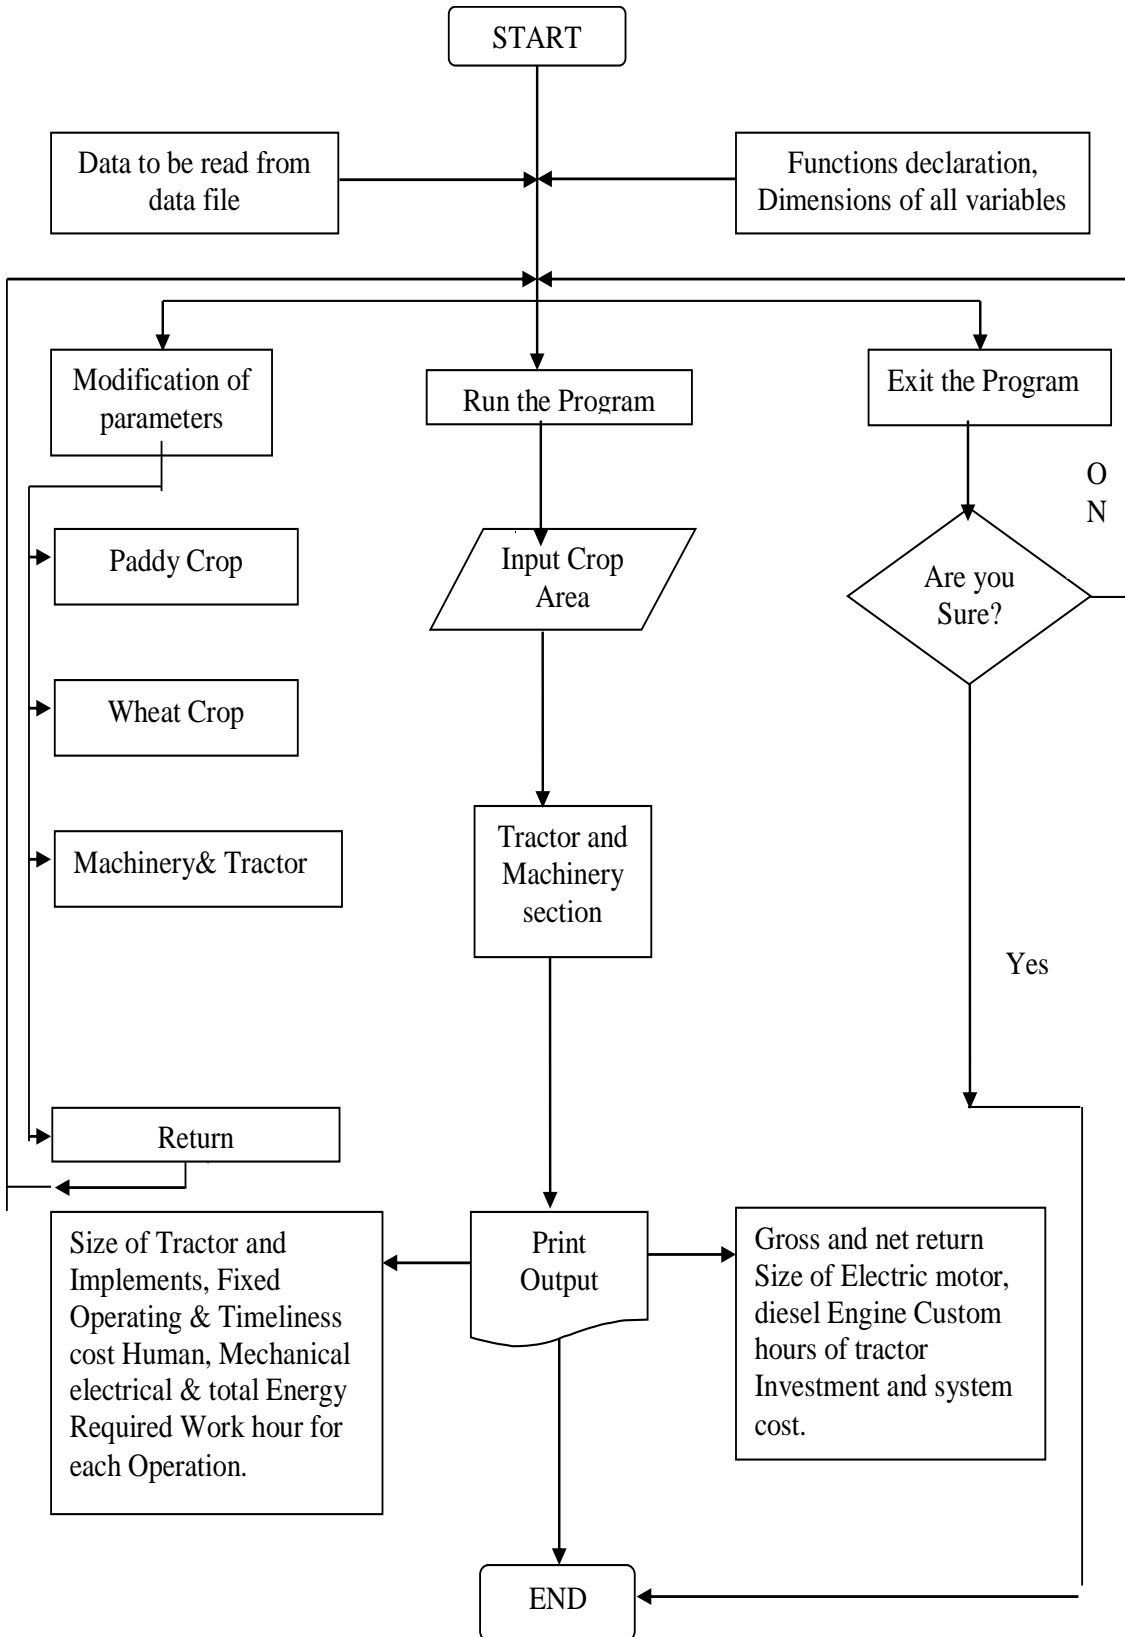 START
Data to be read from
data file
Functions declaration,
Dimensions of all variables
Modification of
parameters
Run the Program
Exit the Program
O
N
Paddy Crop
Input Crop
Area
Are you
Sure?
Wheat Crop
Tractor and
Machinery
section
Machinery& Tractor
Yes
Return
Size of Tractor and
Implements, Fixed
Operating & Timeliness
cost Human, Mechanical
electrical & total Energy
Required Work hour for
each Operation.
Print
Output
Gross and net return
Size of Electric motor,
diesel Engine Custom
hours of tractor
Investment and system
cost.
END